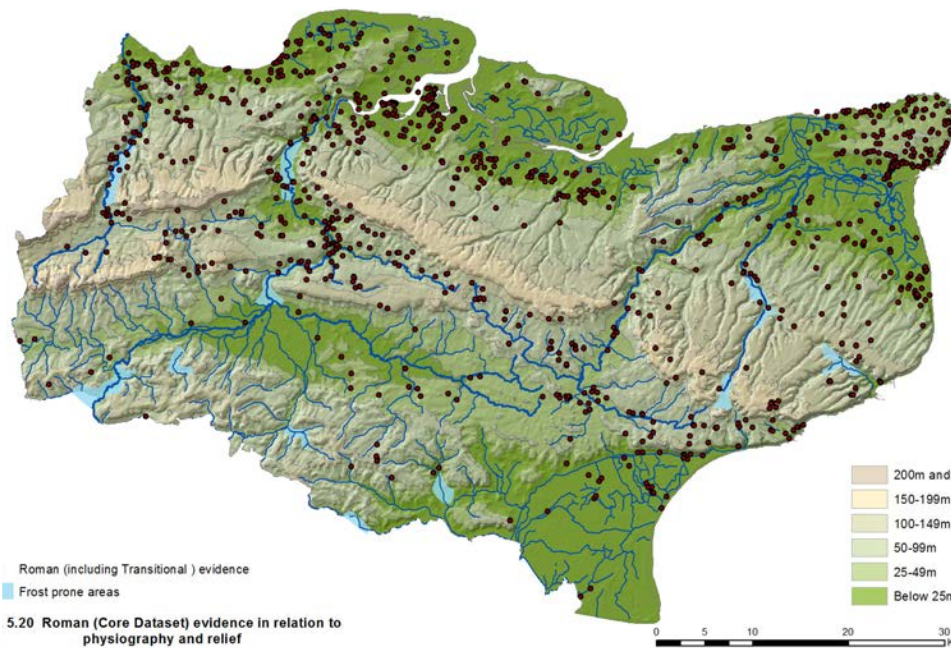 200m and
150-199m
100-149m
50-99m
25-49m
Below 25m
Roman (including Transitional ) evidence
Frost prone areas
5.20 Roman (Core Dataset) evidence in relation to
physiography and relief
0 5 10 20 30